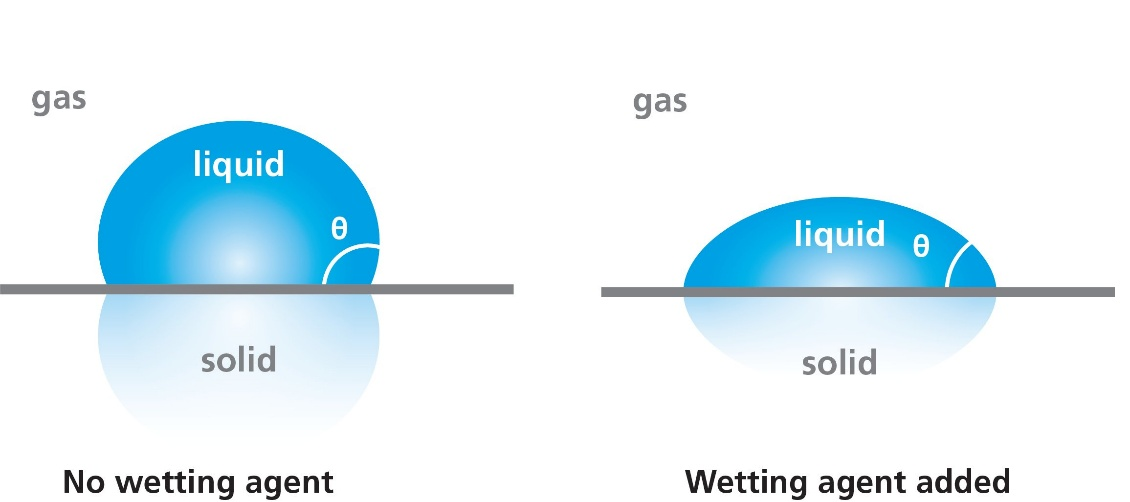 gas
liquid
θ
solid
No wetting agent
gas
liquid
θ
solid
Wetting agent added